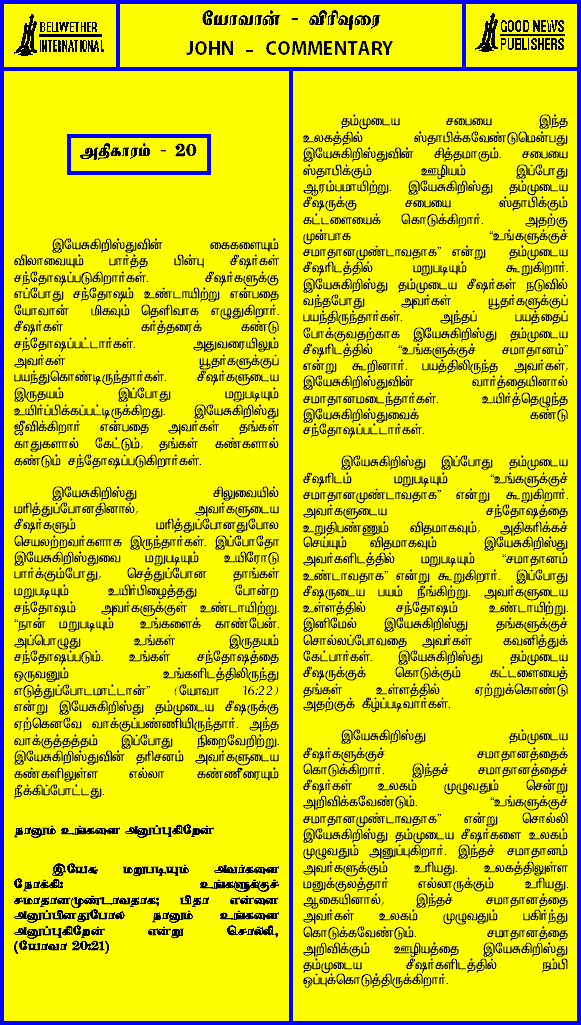 BELLWETHER
INTERNATIONAL
யோவான் - விரிவுரை
JOHN - COMMENTARY
GOOD NEWS
PUBLISHERS
அதிகாரம் - 20
இயேசுகிறிஸ்துவின் கைகளையும்
விலாவையும் பார்த்த பின்பு சீஷர்கள்
சந்தோஷப்படுகிறார்கள். சீஷர்களுக்கு
எப்போது சந்தோஷம் உண்டாயிற்று என்பதை
யோவான் மிகவும் தெளிவாக எழுதுகிறார்.
சீஷர்கள் கர்த்தரைக் கண்டு
சந்தோஷப்பட்டார்கள். அதுவரையிலும்
அவர்கள் யூதர்களுக்குப்
பயந்துகொண்டிருந்தார்கள். சீஷர்களுடைய
இருதயம் இப்போது மறுபடியும்
உயிர்ப்பிக்கப்பட்டிருக்கிறது. இயேசுகிறிஸ்து
ஜீவிக்கிறார் என்பதை அவர்கள் தங்கள்
காதுகளால் கேட்டும், தங்கள் கண்களால்
கண்டும் சந்தோஷப்படுகிறார்கள்.
இயேசுகிறிஸ்து சிலுவையில்
மரித்துப்போனதினால், அவர்களுடைய
சீஷர்களும் மரித்துப்போனதுபோல
செயலற்றவர்களாக இருந்தார்கள். இப்போதோ
இயேசுகிறிஸ்துவை மறுபடியும் உயிரோடு
பார்க்கும்போது, செத்துப்போன தாங்கள்
மறுபடியும் உயிர்பிழைத்தது போன்ற
சந்தோஷம் அவர்களுக்குள் உண்டாயிற்று.
“நான் மறுபடியும் உங்களைக் காண்பேன்.
அப்பொழுது உங்கள் இருதயம்
சந்தோஷப்படும். உங்கள் சந்தோஷத்தை
ஒருவனும் உங்களிடத்திலிருந்து
எடுத்துப்போடமாட்டான்” (யோவா 16:22)
என்று இயேசுகிறிஸ்து தம்முடைய சீஷருக்கு
ஏற்கெனவே வாக்குப்பண்ணியிருந்தார். அந்த
வாக்குத்தத்தம் இப்போது நிறைவேறிற்று.
இயேசுகிறிஸ்துவின் தரிசனம் அவர்களுடைய
கண்களிலுள்ள எல்லா கண்ணீரையும்
நீக்கிப்போட்டது.
நானும் உங்களை அனுப்புகிறேன்
இயேசு மறுபடியும் அவர்களை
நோக்கி: உங்களுக்குச்
சமாதானமுண்டாவதாக; பிதா என்னை
அனுப்பினதுபோல நானும் உங்களை
அனுப்புகிறேன் என்று சொல்லி,
(யோவா 20:21)
தம்முடைய சபையை இந்த
உலகத்தில் ஸ்தாபிக்கவேண்டுமென்பது
இயேசுகிறிஸ்துவின் சித்தமாகும். சபையை
ஸ்தாபிக்கும் ஊழியம் இப்போது
ஆரம்பமாயிற்று. இயேசுகிறிஸ்து தம்முடைய
சீஷருக்கு சபையை ஸ்தாபிக்கும்
கட்டளையைக் கொடுக்கிறார். அதற்கு
முன்பாக “உங்களுக்குச்
சமாதானமுண்டாவதாக” என்று தம்முடைய
சீஷரிடத்தில் மறுபடியும் கூறுகிறார்.
இயேசுகிறிஸ்து தம்முடைய சீஷர்கள் நடுவில்
வந்தபோது அவர்கள் யூதர்களுக்குப்
பயந்திருந்தார்கள். அந்தப் பயத்தைப்
போக்குவதற்காக இயேசுகிறிஸ்து தம்முடைய
சீஷரிடத்தில் “உங்களுக்குச் சமாதானம்”
என்று கூறினார். பயத்திலிருந்த அவர்கள்,
இயேசுகிறிஸ்துவின் வார்த்தையினால்
சமாதானமடைந்தார்கள். உயிர்த்தெழுந்த
இயேசுகிறிஸ்துவைக் கண்டு
சந்தோஷப்பட்டார்கள்.
இயேசுகிறிஸ்து இப்போது தம்முடைய
சீஷரிடம் மறுபடியும் “உங்களுக்குச்
சமாதானமுண்டாவதாக” என்று கூறுகிறார்.
அவர்களுடைய சந்தோஷத்தை
உறுதிபண்ணும் விதமாகவும், அதிகரிக்கச்
செய்யும் விதமாகவும் இயேசுகிறிஸ்து
அவர்களிடத்தில் மறுபடியும் “சமாதானம்
உண்டாவதாக” என்று கூறுகிறார். இப்போது
சீஷருடைய பயம் நீங்கிற்று. அவர்களுடைய
உள்ளத்தில் சந்தோஷம் உண்டாயிற்று.
இனிமேல் இயேசுகிறிஸ்து தங்களுக்குச்
சொல்லப்போவதை அவர்கள் கவனித்துக்
கேட்பார்கள். இயேசுகிறிஸ்து தம்முடைய
சீஷருக்குக் கொடுக்கும் கட்டளையைத்
தங்கள் உள்ளத்தில் ஏற்றுக்கொண்டு
அதற்குக் கீழ்ப்படிவார்கள்.
இயேசுகிறிஸ்து தம்முடைய
சீஷர்களுக்குச் சமாதானத்தைக்
கொடுக்கிறார். இந்தச் சமாதானத்தைச்
சீஷர்கள் உலகம் முழுவதும் சென்று
அறிவிக்கவேண்டும். “உங்களுக்குச்
சமாதானமுண்டாவதாக” என்று சொல்லி
இயேசுகிறிஸ்து தம்முடைய சீஷர்களை உலகம்
முழுவதும் அனுப்புகிறார். இந்தச் சமாதானம்
அவர்களுக்கும் உரியது. உலகத்திலுள்ள
மனுக்குலத்தார் எல்லாருக்கும் உரியது.
ஆகையினால், இந்தச் சமாதானத்தை
அவர்கள் உலகம் முழுவதும் பகிர்ந்து
கொடுக்கவேண்டும். சமாதானத்தை
அறிவிக்கும் ஊழியத்தை இயேசுகிறிஸ்து
தம்முடைய சீஷர்களிடத்தில் நம்பி
ஒப்புக்கொடுத்திருக்கிறார்.